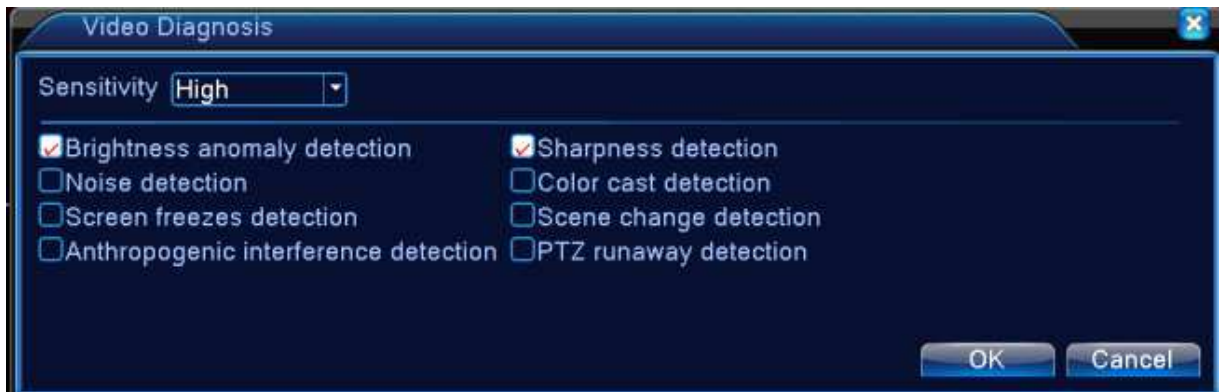 Video Diagnosis
Sensitivity High
Brightness anomaly detection Sharpness detection
Noise detection Color cast detection
Screen freezes detection Scene change detection
Anthropogenic interference detection PTZ runaway detection
OK Cancel